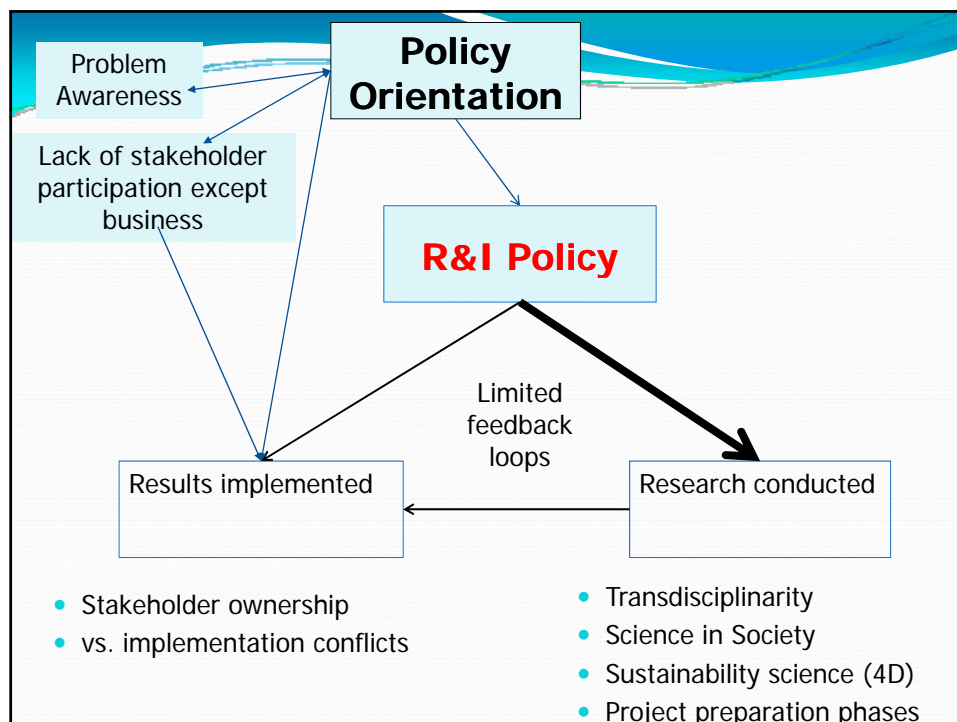 Policy
Orientation
Problem
Awareness
Lack of stakeholder
participation except
business
R&I Policy
Limited
feedback
loops
Results implemented
Research conducted
• Stakeholder ownership
• vs. implementation conflicts
• Transdisciplinarity
• Science in Society
• Sustainability science (4D)
• Project preparation phases